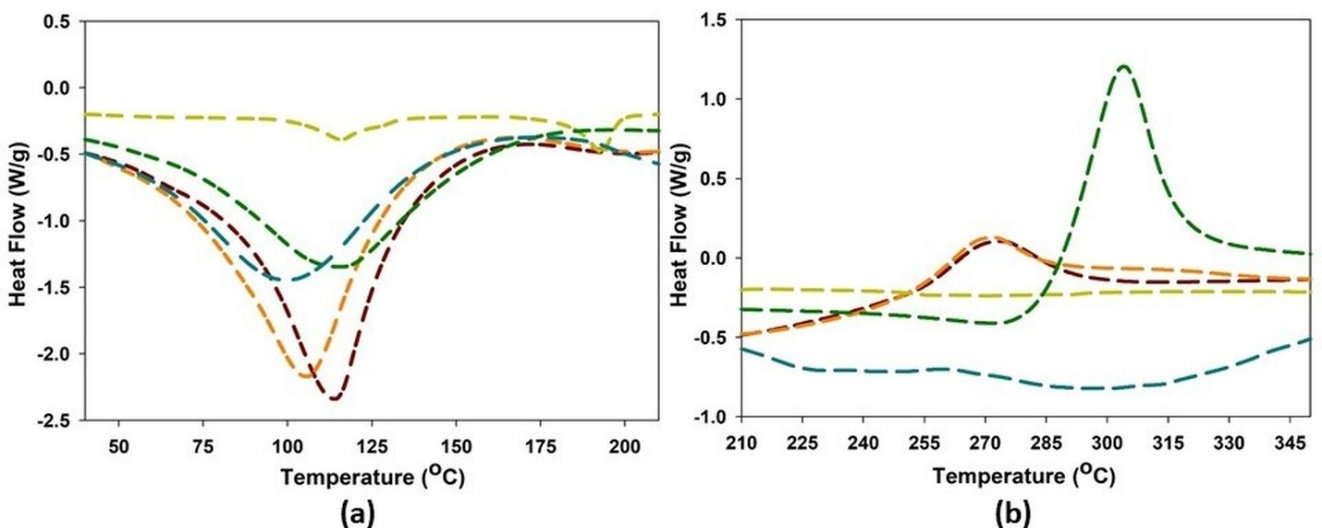 0.5
0.0
-0.5
-1.0
-1.5
-2.0
-2.5
Heat Flow (W/g)
50 75 100 125 150 175 200
Temperature (ºC)
(a)
1.5
1.0
0.5
0.0
-0.5
-1.0
Heat Flow (W/g)
210 225 240 255 270 285 300 315 330 345
Temperature (ºC)
(b)